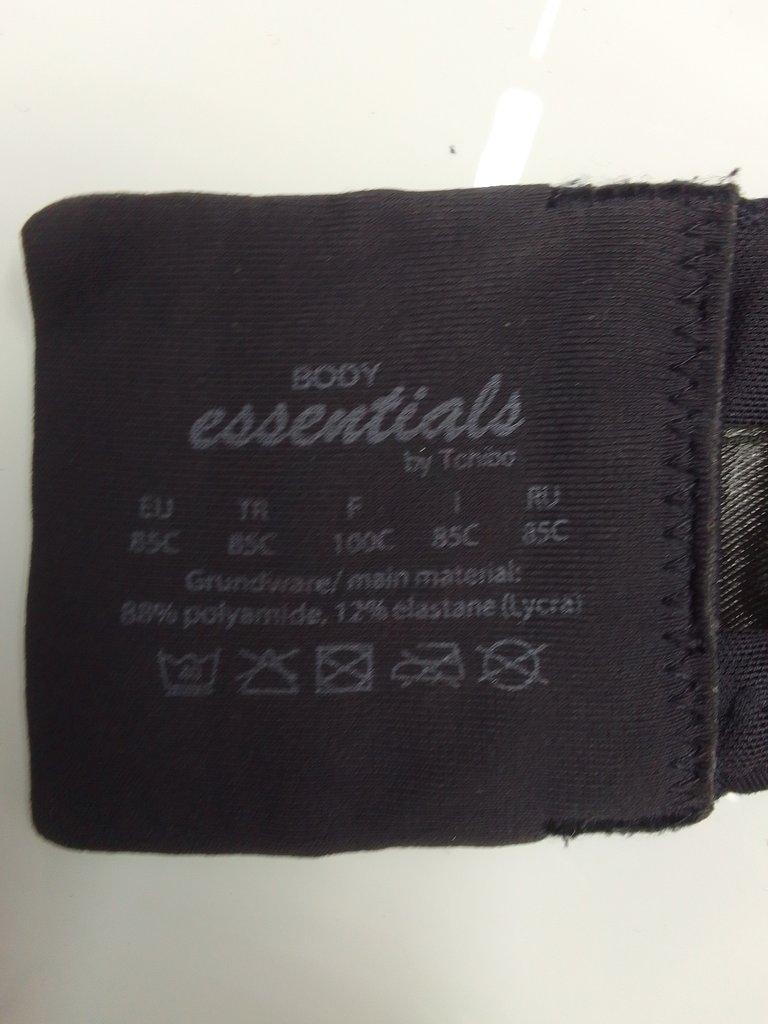 BODY
essentials
by Tchibo
EU TR F I RU
85C 85C 100C 85C 85C
Grundware/ main material:
88% polyamide, 12% elastane (Lycra)
40